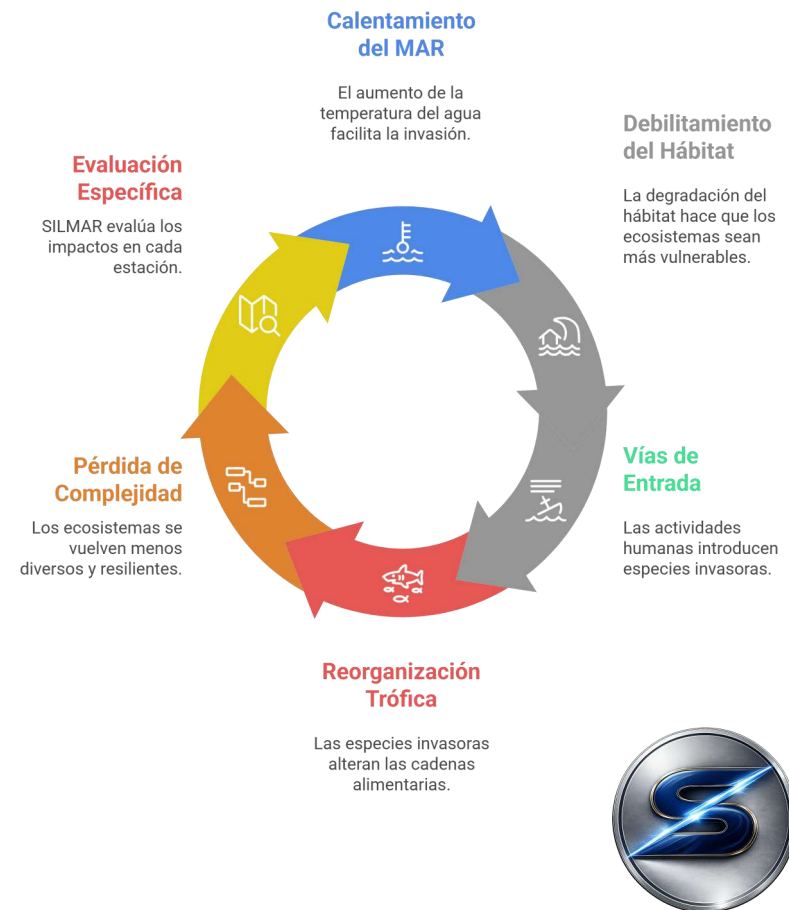 Calentamiento
del MAR
El aumento de la
temperatura del agua
facilita la invasión.
Debilitamiento
del Hábitat
La degradación del
hábitat hace que los
ecosistemas sean
más vulnerables.
Vías de
Entrada
Las actividades
humanas introducen
especies invasoras.
Reorganización
Trófica
Las especies invasoras
alteran las cadenas
alimentarias.
Pérdida de
Complejidad
Los ecosistemas se
vuelven menos
diversos y resilientes.
Evaluación
Específica
SILMAR evalúa los
impactos en cada
estación.
S